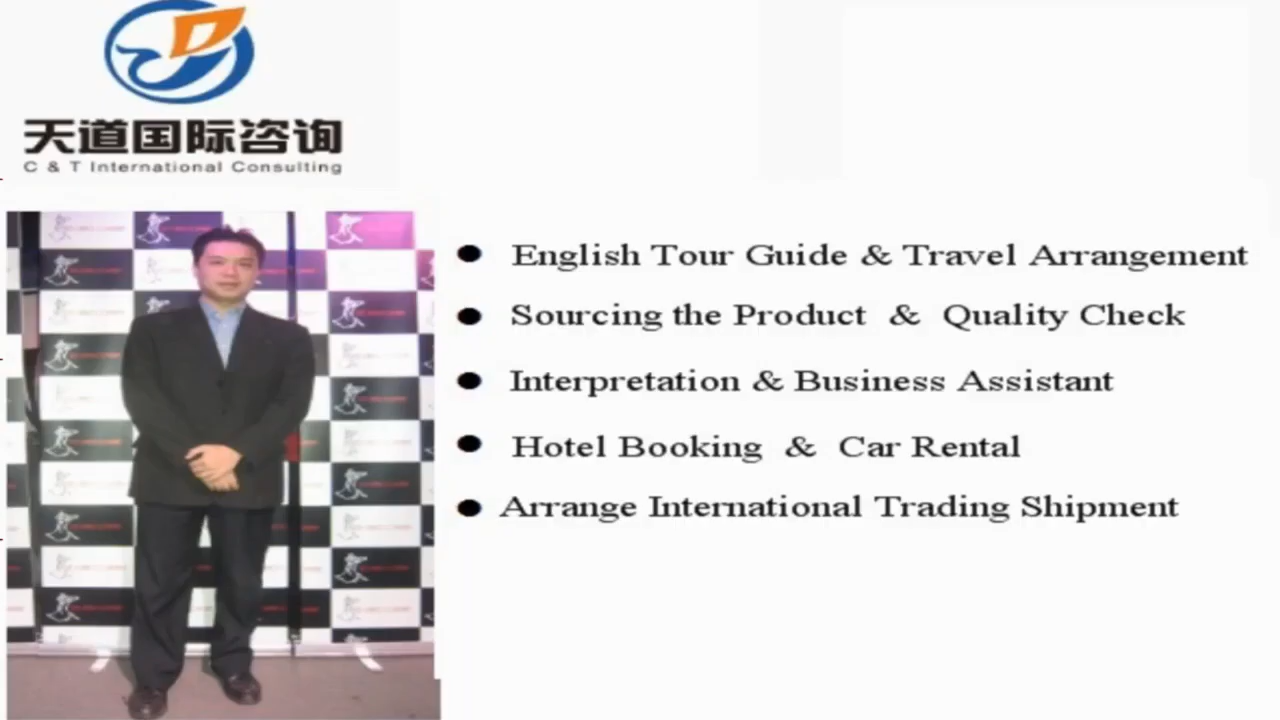 天道国际咨询
C & T International Consulting
● English Tour Guide & Travel Arrangement
● Sourcing the Product & Quality Check
● Interpretation & Business Assistant
● Hotel Booking & Car Rental
● Arrange International Trading Shipment